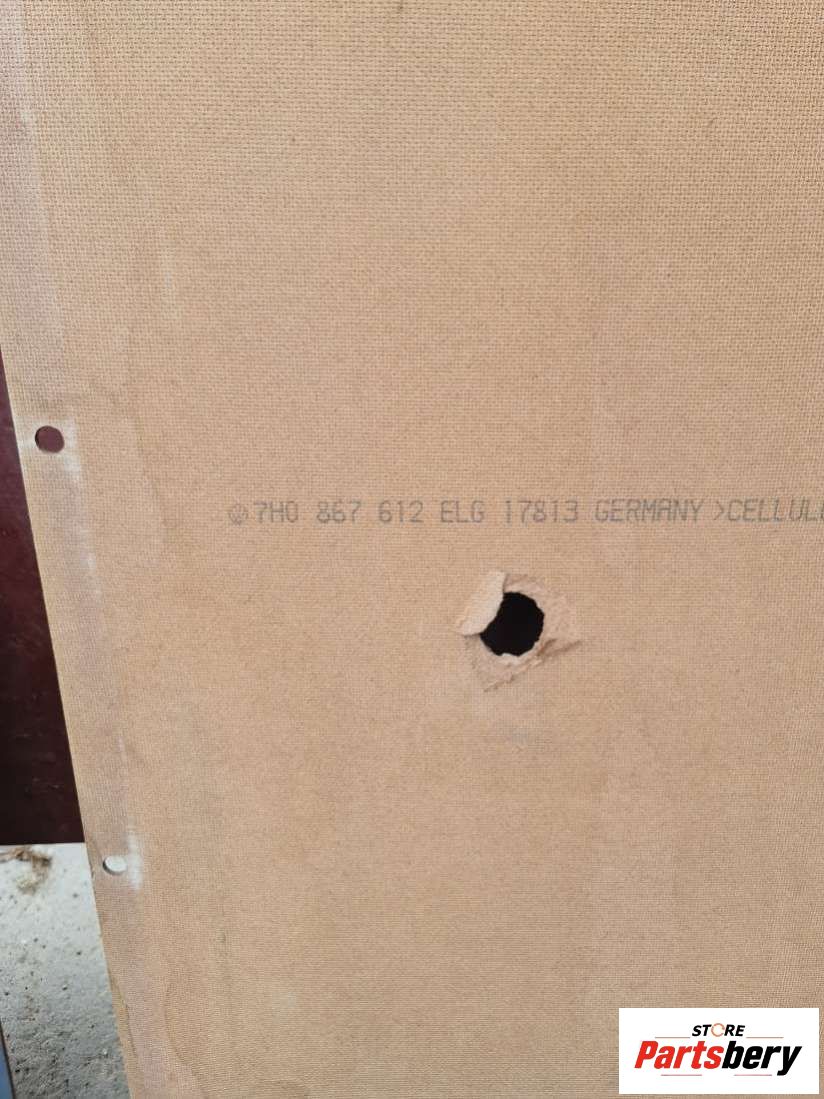 7H0 867 612 ELG 17813 GERMANY >CELLUL
STORE
Partsbery